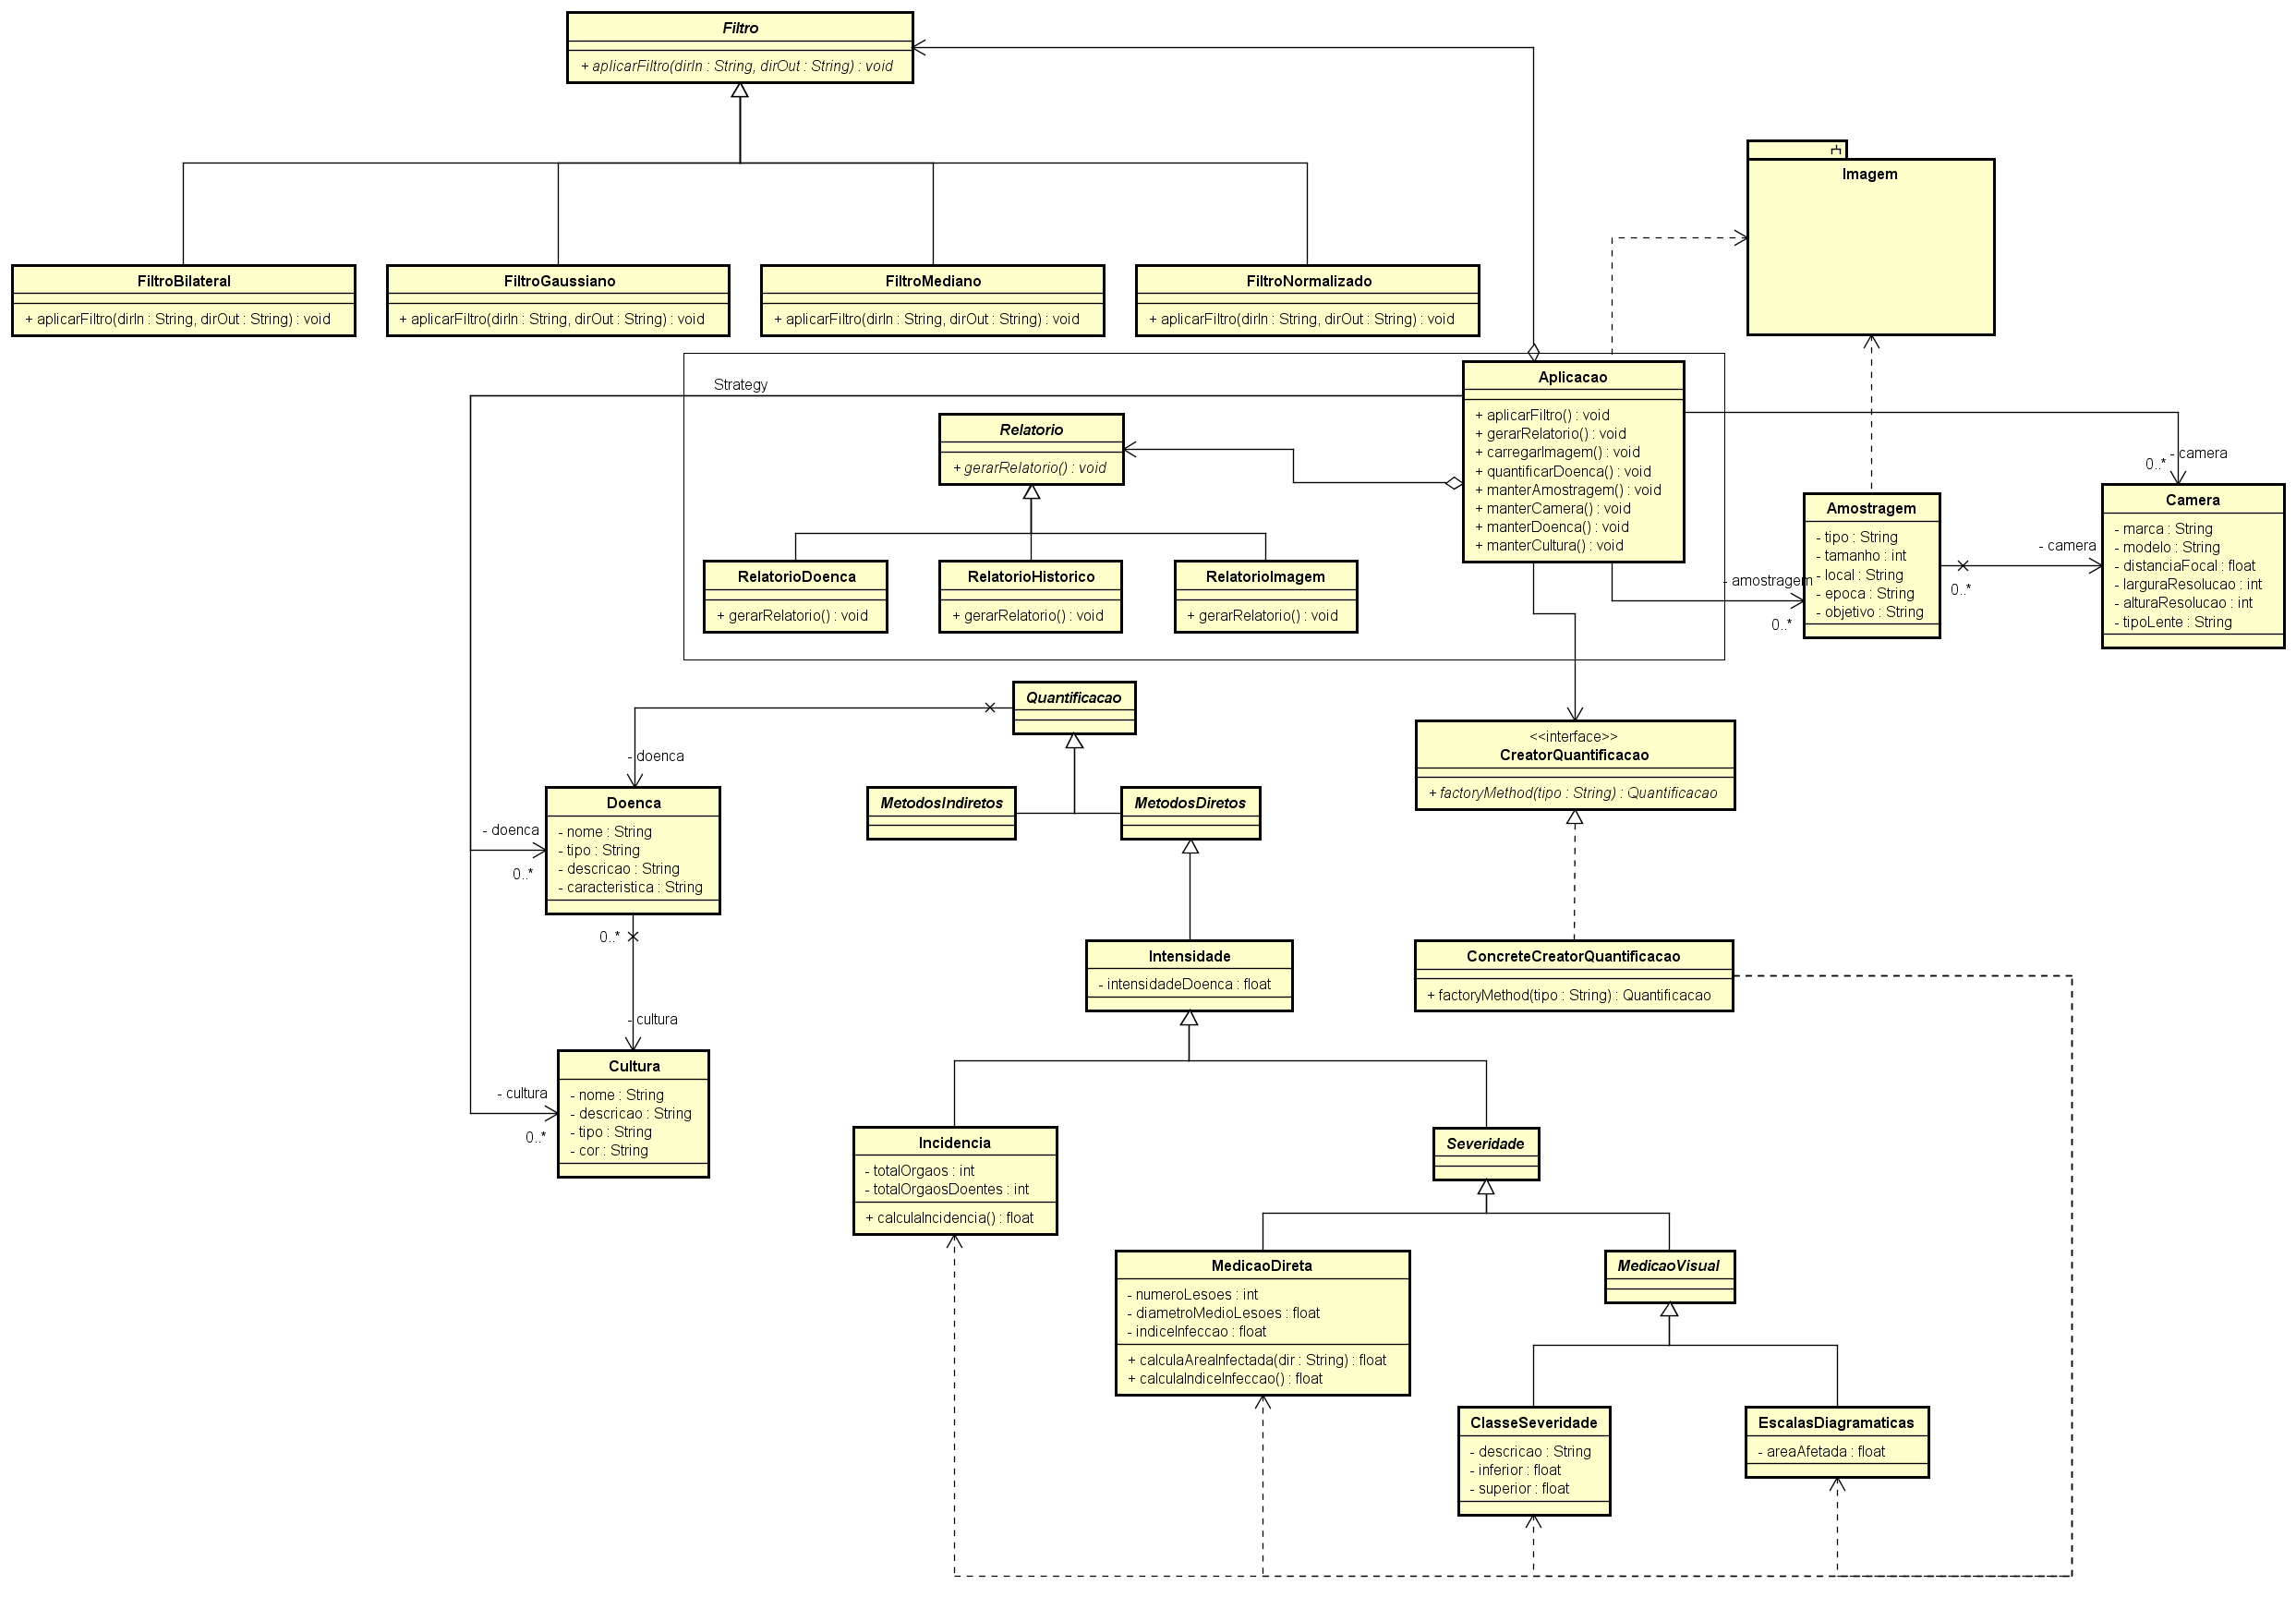 Filtro
+ aplicarFiltro(dirIn : String, dirOut : String) : void
Imagem
FiltroBilateral
+ aplicarFiltro(dirIn : String, dirOut : String) : void
FiltroGaussiano
+ aplicarFiltro(dirIn : String, dirOut : String) : void
FiltroMediano
+ aplicarFiltro(dirIn : String, dirOut : String) : void
FiltroNormalizado
+ aplicarFiltro(dirIn : String, dirOut : String) : void
Strategy
Aplicacao
+ aplicarFiltro() : void
+ gerarRelatorio() : void
+ carregarImagem() : void
+ quantificarDoenca() : void
+ manterAmostragem() : void
+ manterCamera() : void
+ manterDoenca() : void
+ manterCultura() : void
Relatorio
+ gerarRelatorio() : void
RelatorioDoenca
+ gerarRelatorio() : void
RelatorioHistorico
+ gerarRelatorio() : void
RelatorioImagem
+ gerarRelatorio() : void
- camera
0..*
- amostragem
0..*
Amostragem
- tipo : String
- tamanho : int
- local : String
- epoca : String
- objetivo : String
- camera
0..*
Camera
- marca : String
- modelo : String
- distanciaFocal : float
- larguraResolucao : int
- alturaResolucao : int
- tipoLente : String
Quantificacao
- doenca
MetodosIndiretos
MetodosDiretos
<<interface>>
CreatorQuantificacao
+ factoryMethod(tipo : String) : Quantificacao
- doenca
0..*
Doenca
- nome : String
- tipo : String
- descricao : String
- caracteristica : String
0..*
- cultura
Intensidade
- intensidadeDoenca : float
ConcreteCreatorQuantificacao
+ factoryMethod(tipo : String) : Quantificacao
- cultura
0..*
Cultura
- nome : String
- descricao : String
- tipo : String
- cor : String
Incidencia
- totalOrgaos : int
- totalOrgaosDoentes : int
+ calculaIncidencia() : float
Severidade
MedicaoDireta
- numeroLesoes : int
- diametroMedioLesoes : float
- indiceInfeccao : float
+ calculaAreaInfectada(dir : String) : float
+ calculaIndiceInfeccao() : float
MedicaoVisual
ClasseSeveridade
- descricao : String
- inferior : float
- superior : float
EscalasDiagramaticas
- areaAfetada : float